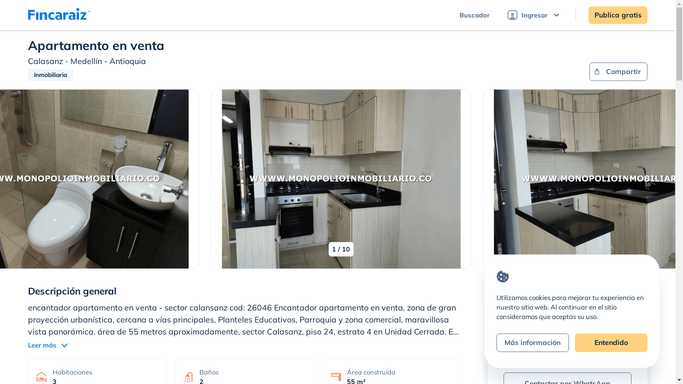 Fincaraiz
Buscador
Ingresar
Publica gratis
Apartamento en venta
Calasanz - Medellín - Antioquia
Inmobiliaria
Compartir
WWW.MONOPOLIOINMOBILIARIO.CO
WWWW.MONOPOLIOINMOBILIARIO.CO
WWWW.MONOPOLIOINMOBILIARIO.CO
1 / 10
Descripción general
encantador apartamento en venta - sector calansanz cod: 26046 Encantador apartamento en venta, zona de gran
proyección urbanística, cercana a vías principales, Planteles Educativos, Parroquia y zona comercial, maravillosa
vista panorámica. área de 55 metros aproximadamente, sector Calasanz, piso 24, estrato 4 en Unidad Cerrada. E...
Leer más
Habitaciones
3
Baños
2
Área construida
55 m²
Utilizamos cookies para mejorar tu experiencia en
nuestro sitio web. Al continuar en el sitio
consideramos que aceptas su uso.
Más información
Entendido
Contactar por WhatsApp